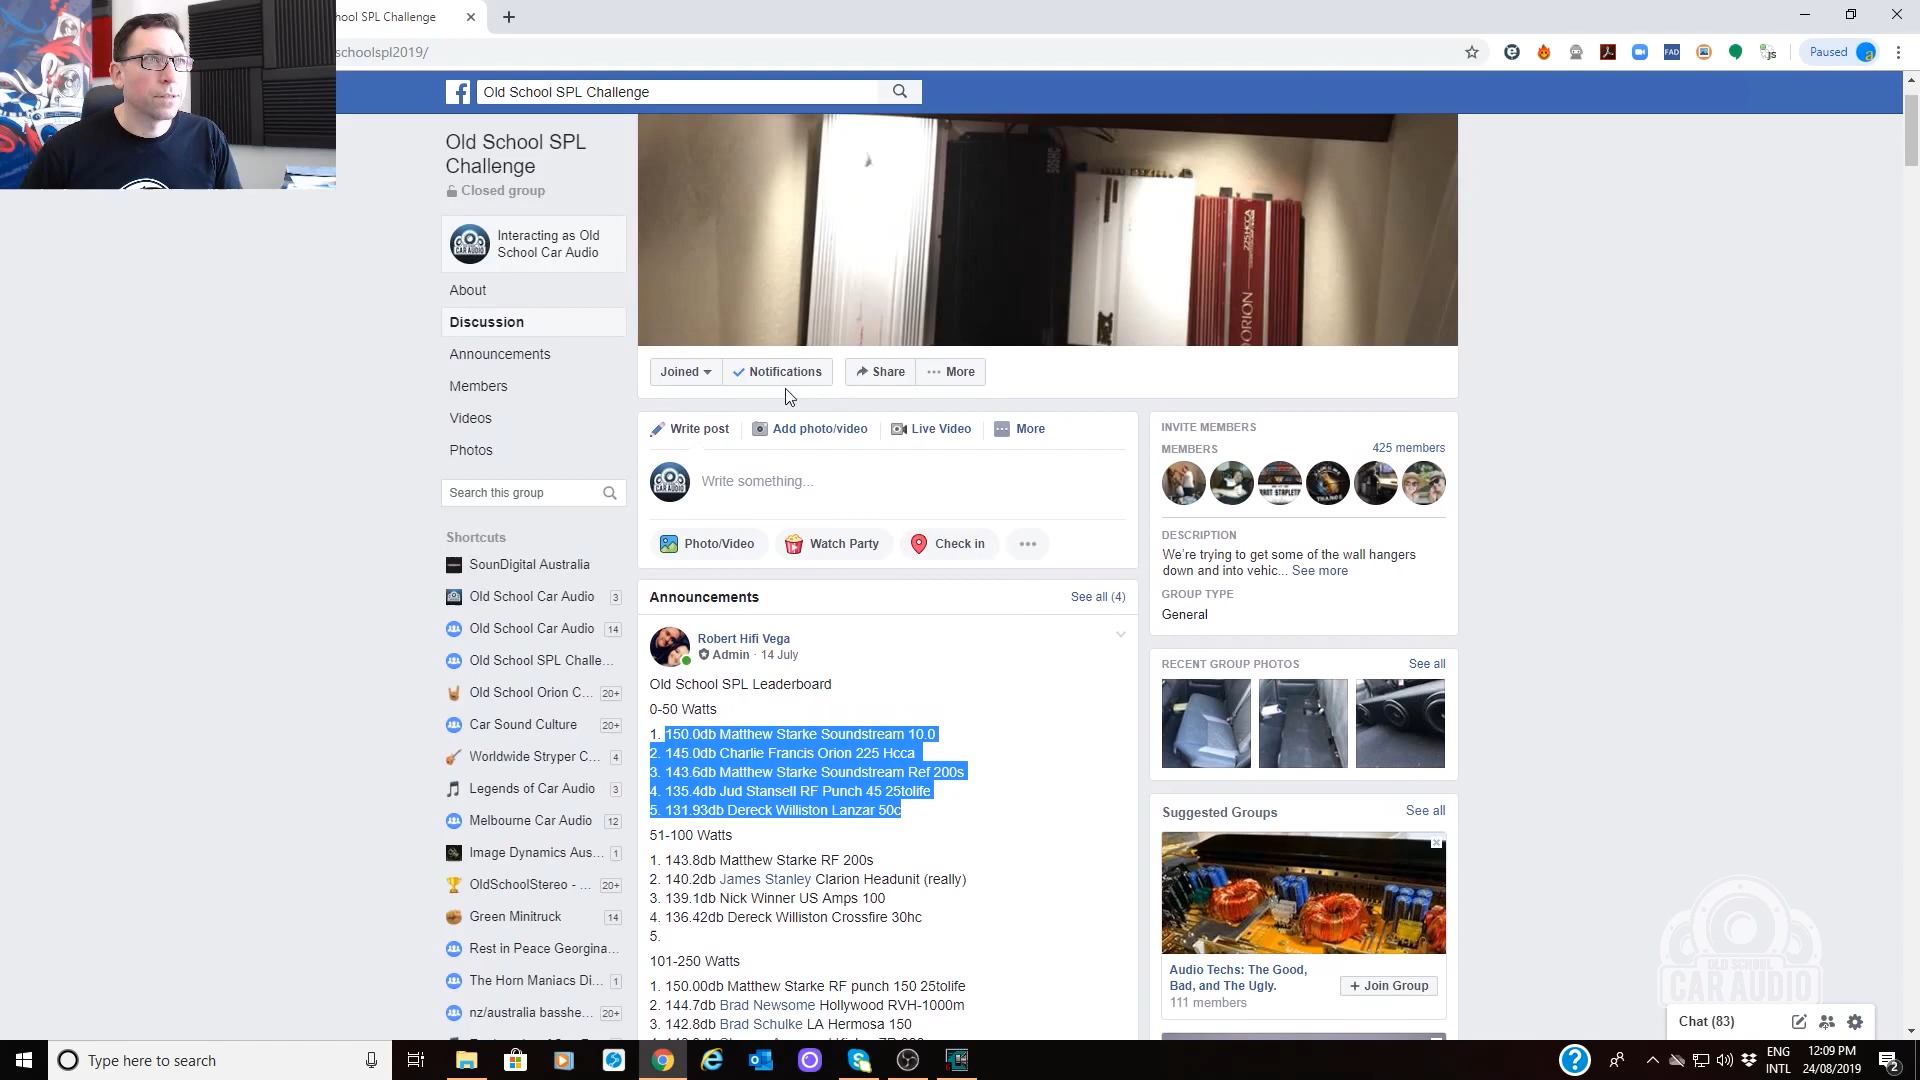 hool SPL Challenge
schoolspl2019/
Paused
a
FAD
JS
Old School SPL Challenge
Old School SPL
Challenge
Closed group
Interacting as Old
School Car Audio
About
Discussion
Announcements
Members
Videos
Photos
Search this group
Shortcuts
SounDigital Australia
Old School Car Audio 3
Old School Car Audio 14
Old School SPL Challe...
Old School Orion C... 20+
Car Sound Culture 20+
Worldwide Stryper C... 4
Legends of Car Audio 3
Melbourne Car Audio 12
Image Dynamics Aus... 1
OldSchoolStereo - ... 20+
Green Minitruck 14
Rest in Peace Georgina...
The Horn Maniacs Di... 1
nz/australia basshe... 20+
225HCCA
ORION
Joined
Notifications
Share
More
Write post
Add photo/video
Live Video
More
Write something...
Photo/Video
Watch Party
Check in
Announcements
See all (4)
Robert Hifi Vega
Admin · 14 July
Old School SPL Leaderboard
0-50 Watts
1. 150.0db Matthew Starke Soundstream 10.0
2. 145.0db Charlie Francis Orion 225 Hcca
3. 143.6db Matthew Starke Soundstream Ref 200s
4. 135.4db Jud Stansell RF Punch 45 25tolife
5. 131.93db Dereck Williston Lanzar 50c
51-100 Watts
1. 143.8db Matthew Starke RF 200s
2. 140.2db James Stanley Clarion Headunit (really)
3. 139.1db Nick Winner US Amps 100
4. 136.42db Dereck Williston Crossfire 30hc
5.
101-250 Watts
1. 150.00db Matthew Starke RF punch 150 25tolife
2. 144.7db Brad Newsome Hollywood RVH-1000m
3. 142.8db Brad Schulke LA Hermosa 150
INVITE MEMBERS
MEMBERS
425 members
DESCRIPTION
We're trying to get some of the wall hangers
down and into vehic... See more
GROUP TYPE
General
RECENT GROUP PHOTOS
See all
Suggested Groups
See all
Audio Techs: The Good,
Bad, and The Ugly.
111 members
+ Join Group
OLD SCHOOL
CAR AUDIO
Chat (83)
Type here to search
ENG
INTL
12:09 PM
24/08/2019
2